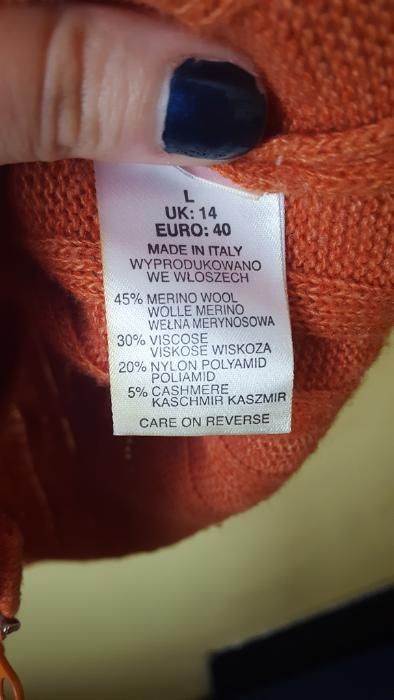 L
UK: 14
EURO: 40
MADE IN ITALY
WYPRODUKOWANO
WE WŁOSZECH
45% MERINO WOOL
WOLLE MERINO
WEŁNA MERYNOSOWA
30% VISCOSE
VISKOSE WISKOZA
20% NYLON POLYAMID
POLIAMID
5% CASHMERE
KASCHMIR KASZMIR
CARE ON REVERSE